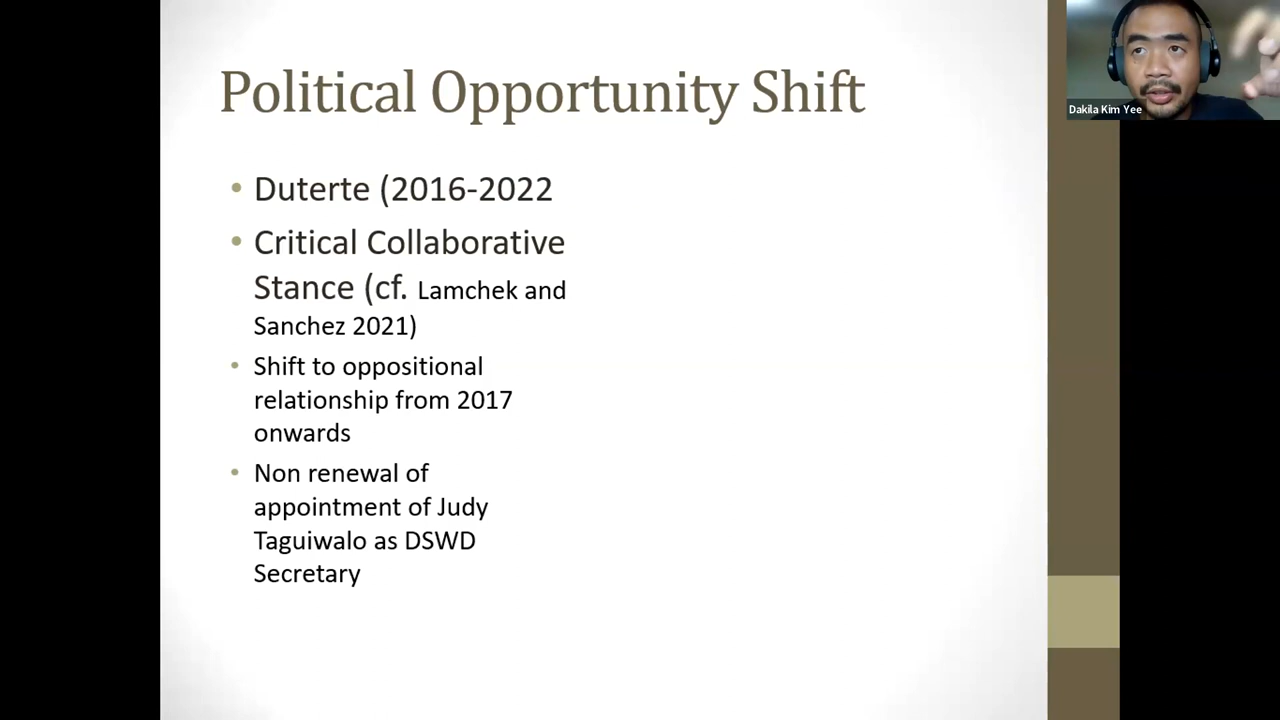 Political Opportunity Shift
• Duterte (2016-2022
• Critical Collaborative
Stance (cf. Lamchek and
Sanchez 2021)
• Shift to oppositional
relationship from 2017
onwards
• Non renewal of
appointment of Judy
Taguiwalo as DSWD
Secretary
Dakila Kim Yee